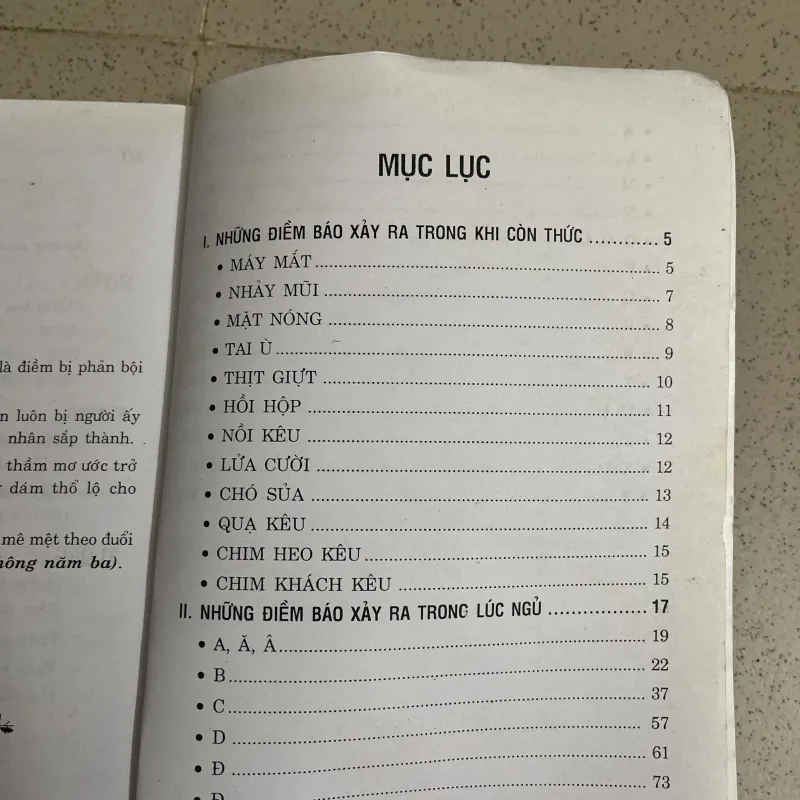 là điềm bị phản bội
n luôn bị người ấy
nhân sắp thành.
thầm mơ ước trở
dám thổ lộ cho
mê mệt theo đuổi
hông năm ba).
MỤC LỤC
I. NHỮNG ĐIỀM BÁO XẢY RA TRONG KHI CÒN THỨC ............ 5
• MÁY MẮT ............ 5
• NHẢY MŨI ............ 7
• MẶT NÓNG ............ 8
• TAI Ù ............ 9
• THỊT GIỰT ............ 10
• HỒI HỘP ............ 11
• NỒI KÊU ............ 12
• LỬA CƯỜI ............ 12
• CHÓ SỦA ............ 13
• QUẠ KÊU ............ 14
• CHIM HEO KÊU ............ 15
• CHIM KHÁCH KÊU ............ 15
II. NHỮNG ĐIỀM BÁO XẢY RA TRONG LÚC NGỦ ............ 17
• A, Ă, Â ............ 19
• B ............ 22
• C ............ 37
• D ............ 57
• Đ ............ 61
73